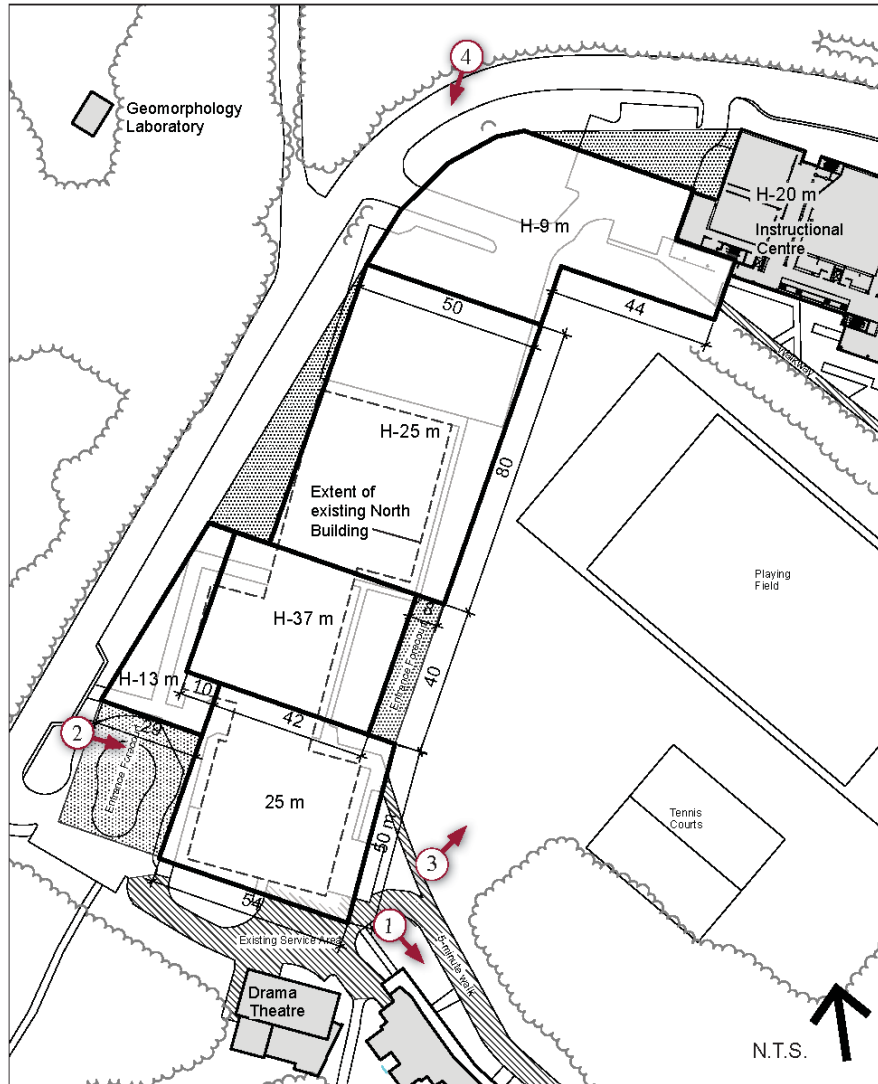 4
Geomorphology
Laboratory
H-20 m
Instructional
Centre
H-9 m
50
44
H-25 m
80
Extent of
existing North
Building
Playing
Field
H-37 m
8
Entrance Forecourt
40
H-13 m
10
2
29
42
Entrance Forecourt
25 m
50 m
Tennis
Courts
3
54
1
Existing Service Area
5-minute walk
Drama
Theatre
N.T.S.